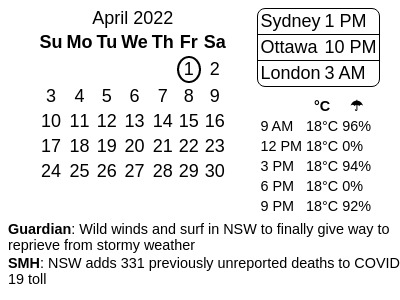 April 2022
Su Mo Tu We Th Fr Sa
1 2
3 4 5 6 7 8 9
10 11 12 13 14 15 16
17 18 19 20 21 22 23
24 25 26 27 28 29 30
Sydney 1 PM
Ottawa 10 PM
London 3 AM
°C ☂
9 AM 18°C 96%
12 PM 18°C 0%
3 PM 18°C 94%
6 PM 18°C 0%
9 PM 18°C 92%
Guardian: Wild winds and surf in NSW to finally give way to
reprieve from stormy weather
SMH: NSW adds 331 previously unreported deaths to COVID
19 toll